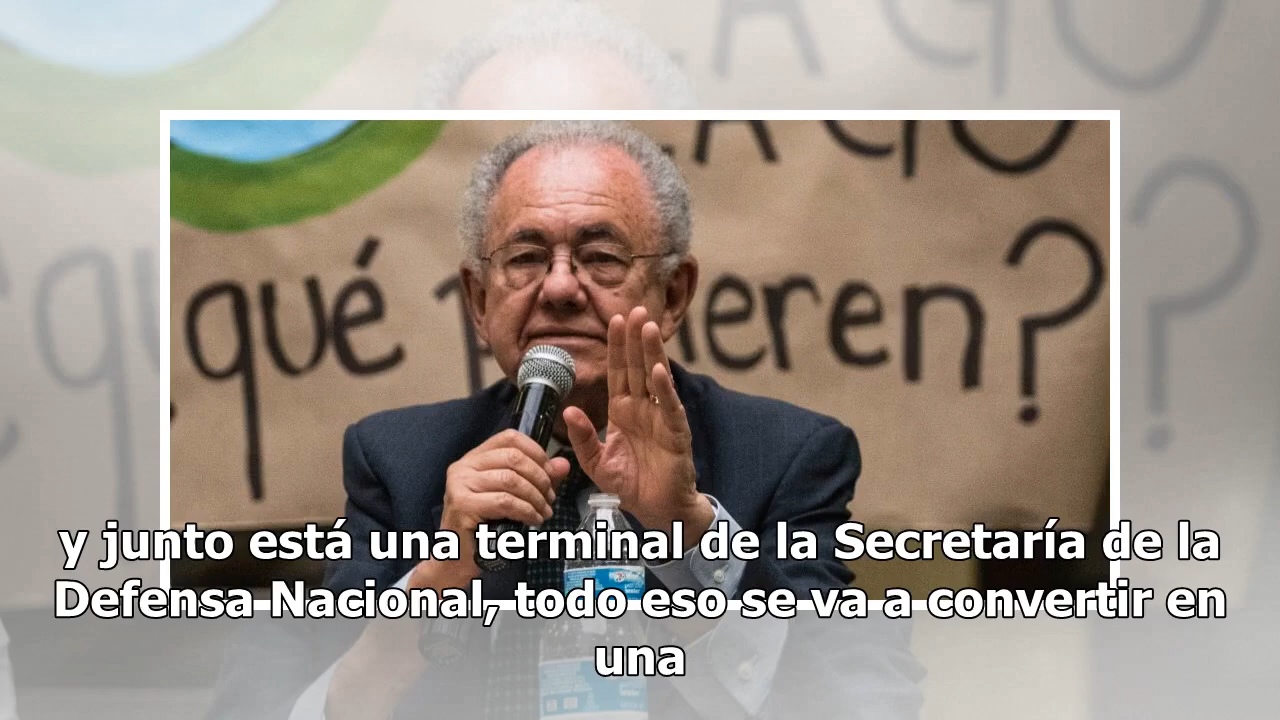 ¿qué eren?
y junto está una terminal de la Secretaría de la
Defensa Nacional, todo eso se va a convertir en
una